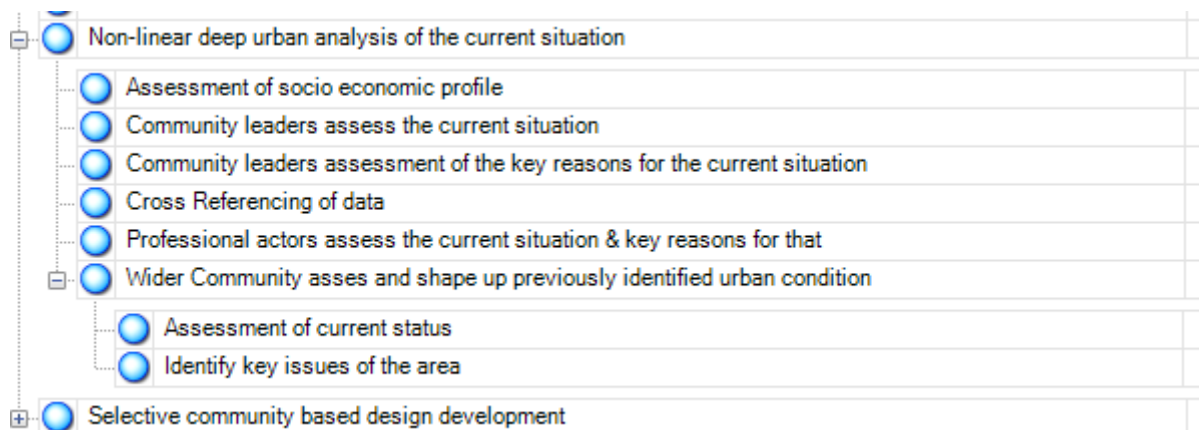 Non-linear deep urban analysis of the current situation
Assessment of socio economic profile
Community leaders assess the current situation
Community leaders assessment of the key reasons for the current situation
Cross Referencing of data
Professional actors assess the current situation & key reasons for that
Wider Community asses and shape up previously identified urban condition
Assessment of current status
Identify key issues of the area
Selective community based design development